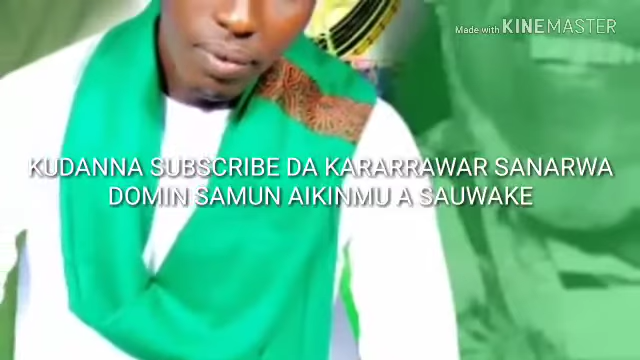 Made with KINEMASTER
KUDANNA SUBSCRIBE DA KARARRAWAR SANARWA
DOMIN SAMUN AIKINMU A SAUWAKE